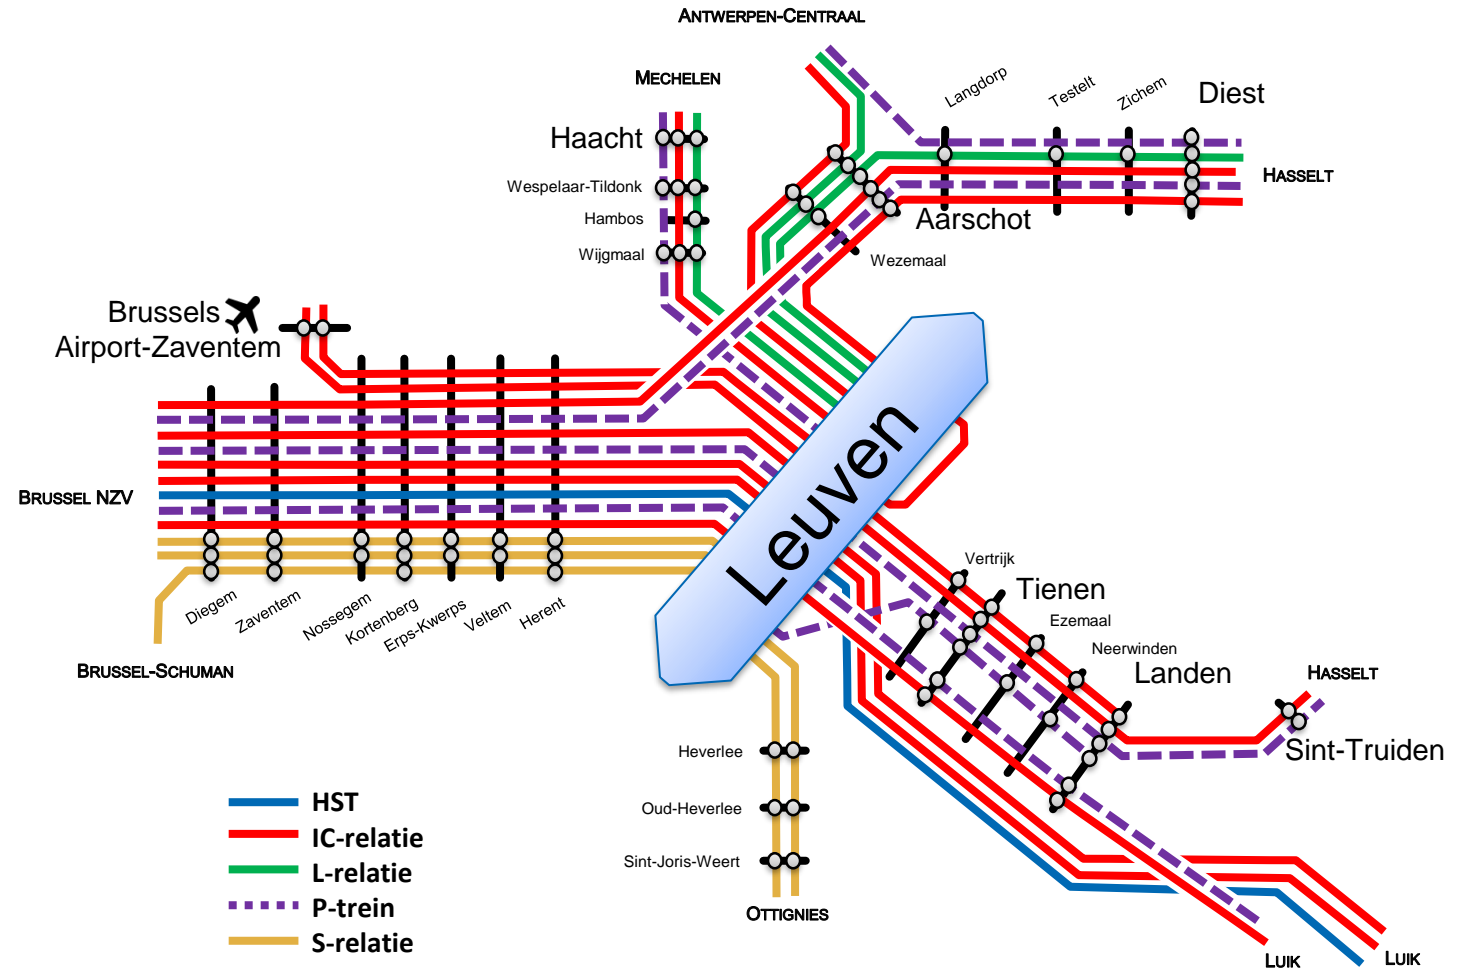 ANTWERPEN-CENTRAAL
MECHELEN
Langdorp
Testelt
Zichem
Diest
Haacht
HASSELT
Wespelaar-Tildonk
Hambos
Aarschot
Wijgmaal
Wezemaal
Brussels
Airport-Zaventem
BRUSSEL NZV
Leuven
Diegem
Zaventem
Nossegem
Kortenberg
Erps-Kwerps
Veltem
Herent
BRUSSEL-SCHUMAN
Vertrijk
Tienen
Ezemaal
Neerwinden
Landen
HASSELT
Sint-Truiden
Heverlee
Oud-Heverlee
Sint-Joris-Weert
OTTIGNIES
HST
IC-relatie
L-relatie
P-trein
S-relatie
LUIK
LUIK